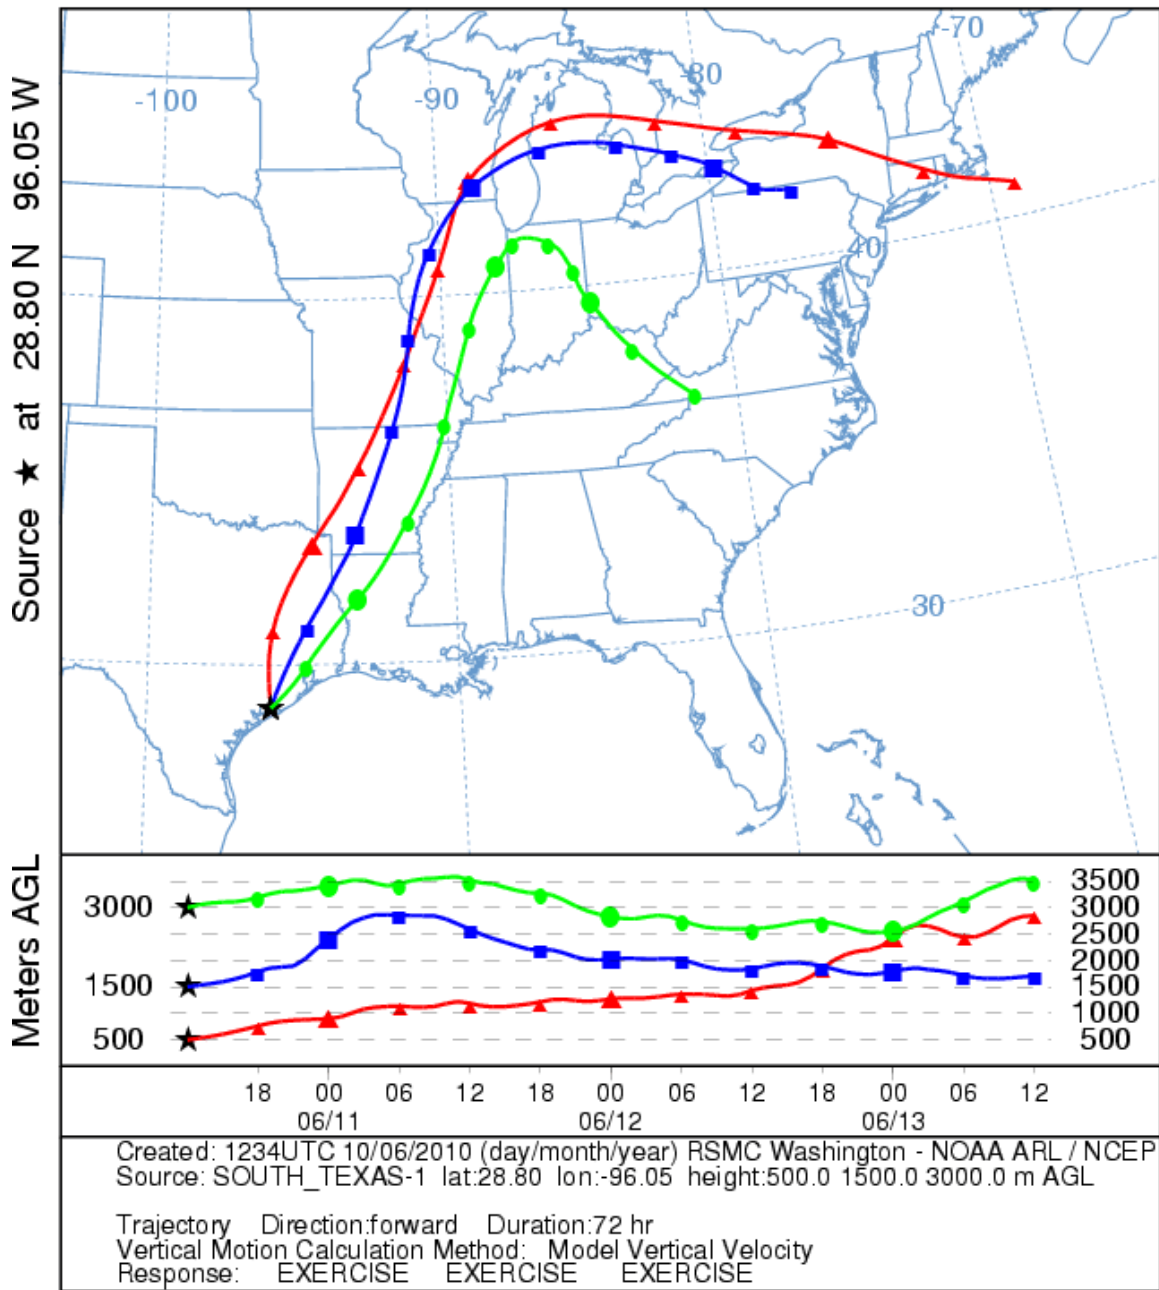 -70
-80
-100
-90
40
30
Source ★ at 28.80 N 96.05 W
Meters AGL
3000
1500
500
3500
3000
2500
2000
1500
1000
500
18 00 06 12 18 00 06 12 18 00 06 12
06/11 06/12 06/13
Created: 1234UTC 10/06/2010 (day/month/year) RSMC Washington - NOAA ARL / NCEP
Source: SOUTH_TEXAS-1 lat:28.80 lon:-96.05 height:500.0 1500.0 3000.0 m AGL
Trajectory Direction:forward Duration:72 hr
Vertical Motion Calculation Method: Model Vertical Velocity
Response: EXERCISE EXERCISE EXERCISE